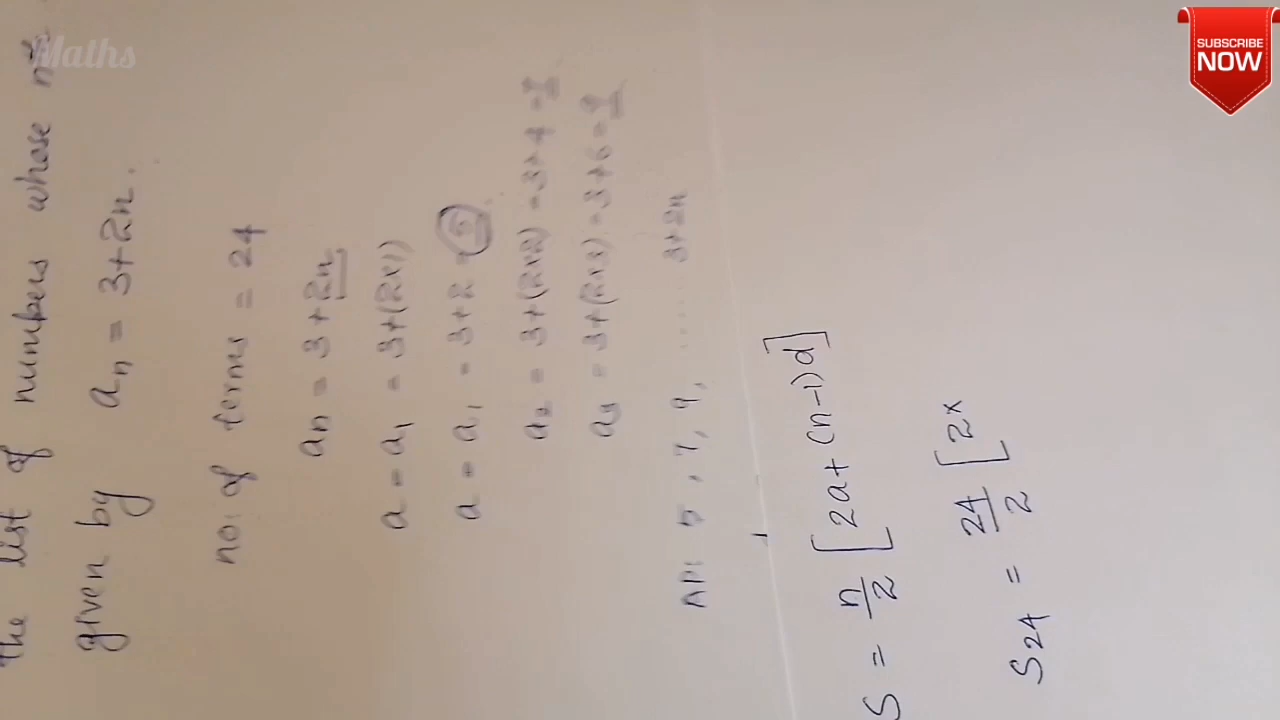 the list of numbers whose nth
given by an = 3+2n.
no: of terms = 24
an = 3+2n
a = a1 = 3+(2×1)
a = a1 = 3+2 = 5
a2 = 3+(2×2) = 3+4 = 7
a3 = 3+(2×3) = 3+6 = 9
AP: 5, 7, 9, ...... 3+2n
S = n/2 [2a+(n-1)d]
S24 = 24/2 [2×
Maths
SUBSCRIBE
NOW